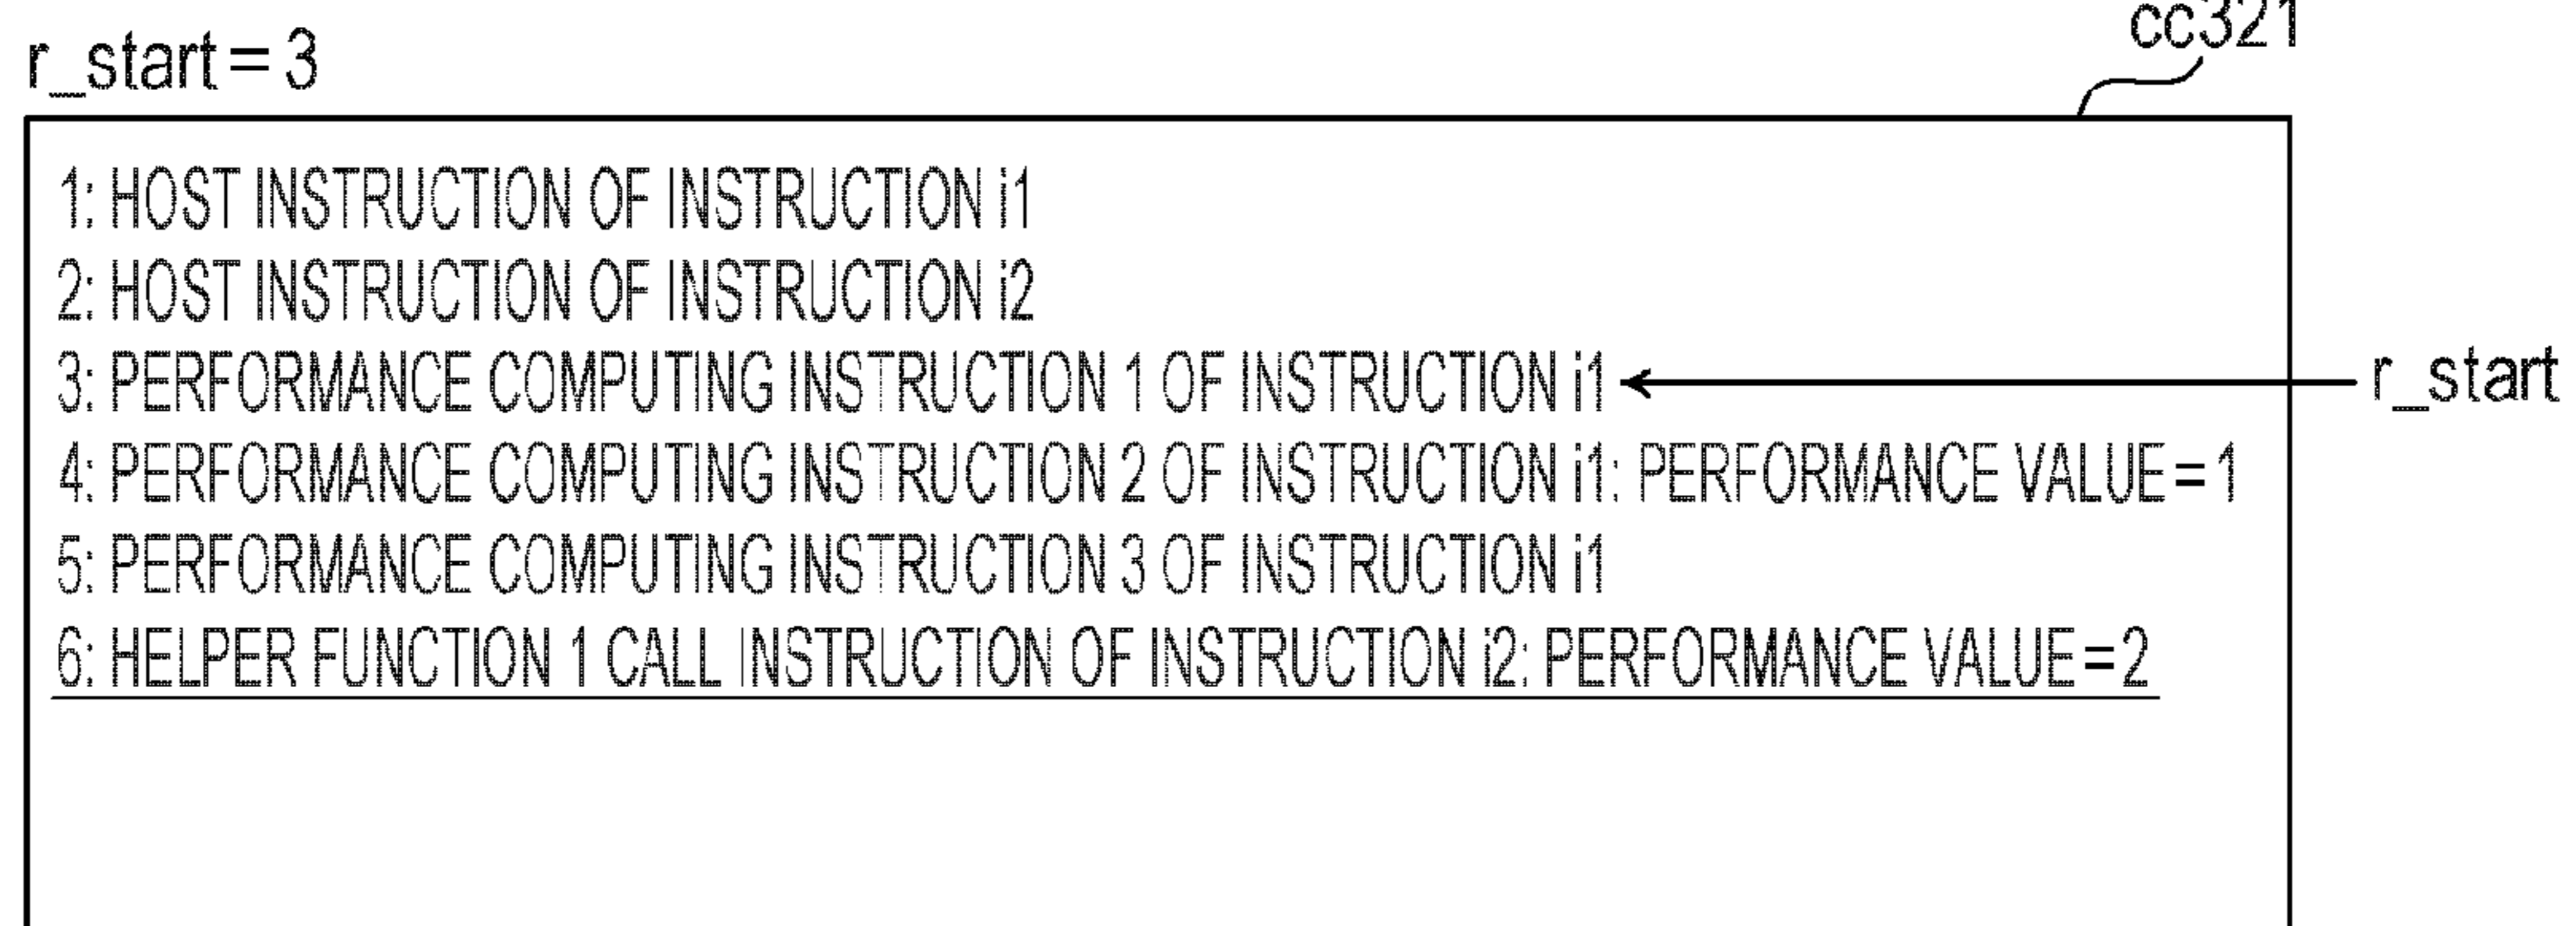 cc321
r_start = 3
1: HOST INSTRUCTION OF INSTRUCTION i1
2: HOST INSTRUCTION OF INSTRUCTION i2
3: PERFORMANCE COMPUTING INSTRUCTION 1 OF INSTRUCTION i1
r_start
4: PERFORMANCE COMPUTING INSTRUCTION 2 OF INSTRUCTION i1: PERFORMANCE VALUE = 1
5: PERFORMANCE COMPUTING INSTRUCTION 3 OF INSTRUCTION i1
6: HELPER FUNCTION 1 CALL INSTRUCTION OF INSTRUCTION i2: PERFORMANCE VALUE = 2